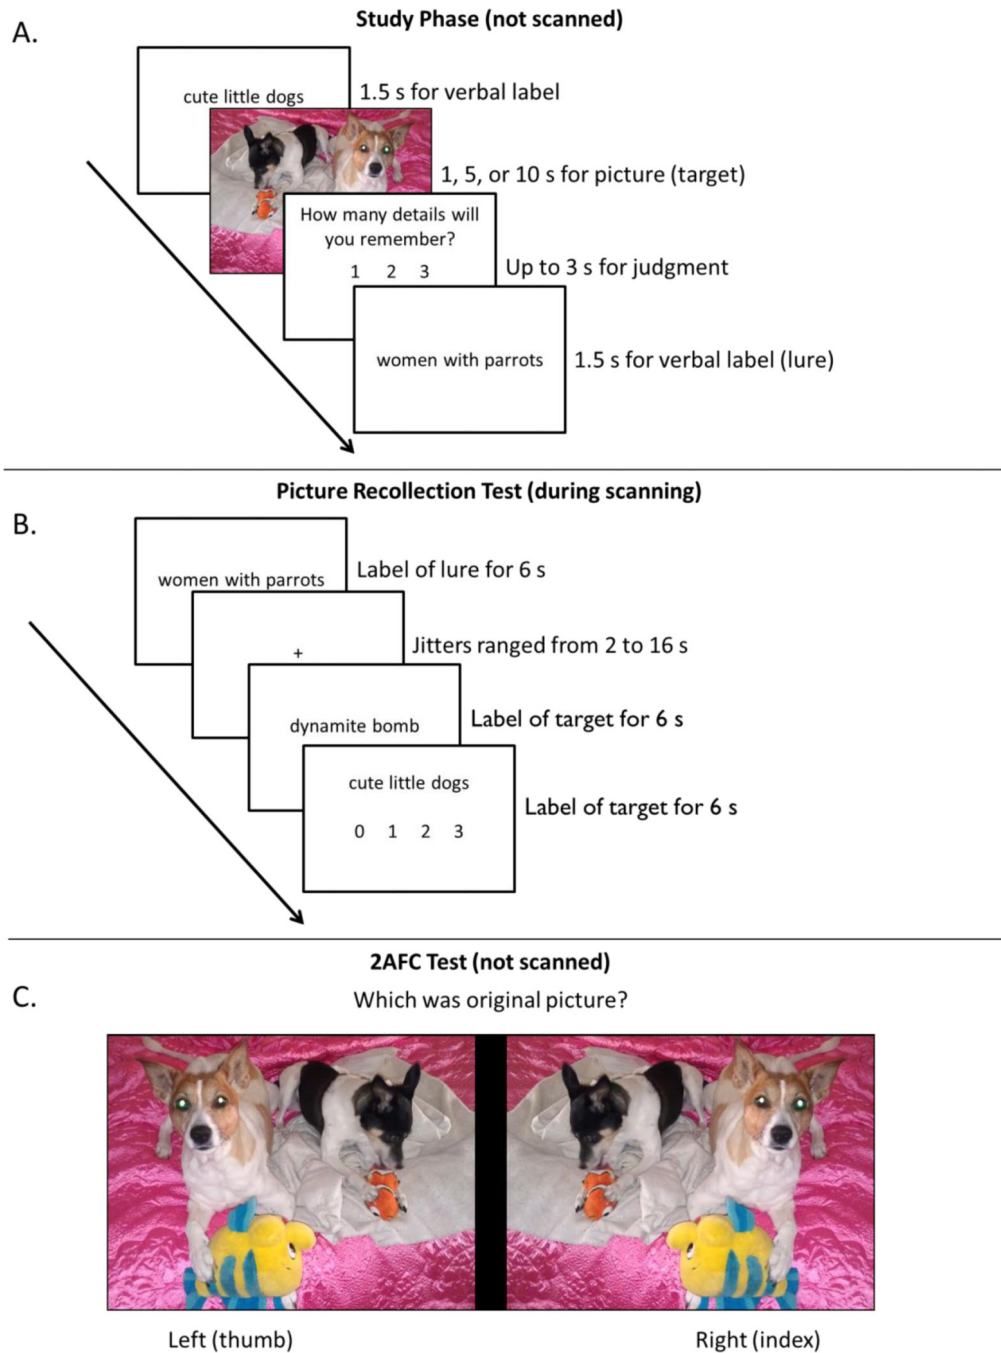 Study Phase (not scanned)
A.
cute little dogs
1.5 s for verbal label
1, 5, or 10 s for picture (target)
How many details will
you remember?
1 2 3
Up to 3 s for judgment
women with parrots
1.5 s for verbal label (lure)
Picture Recollection Test (during scanning)
B.
women with parrots
Label of lure for 6 s
+
Jitters ranged from 2 to 16 s
dynamite bomb
Label of target for 6 s
cute little dogs
0 1 2 3
Label of target for 6 s
2AFC Test (not scanned)
C.
Which was original picture?
Left (thumb)
Right (index)